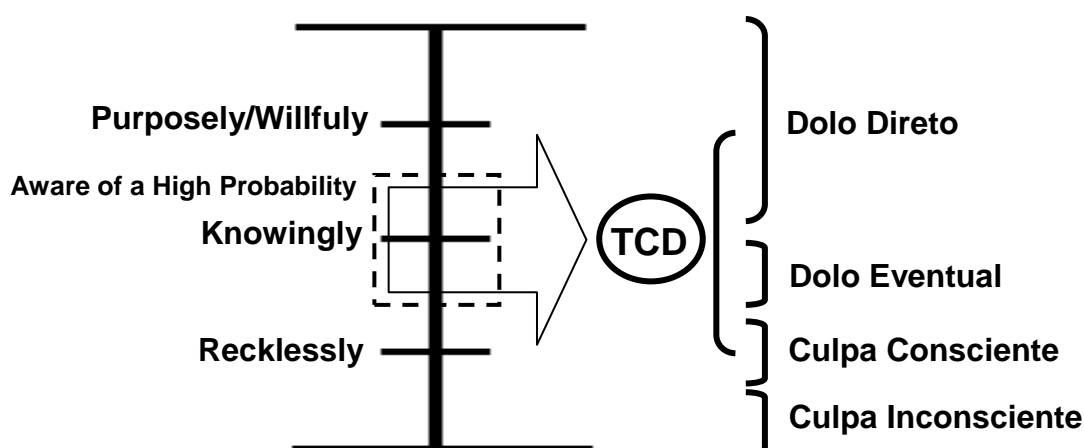 Purposely/Willfuly
Aware of a High Probability
Knowingly
Recklessly
TCD
Dolo Direto
Dolo Eventual
Culpa Consciente
Culpa Inconsciente